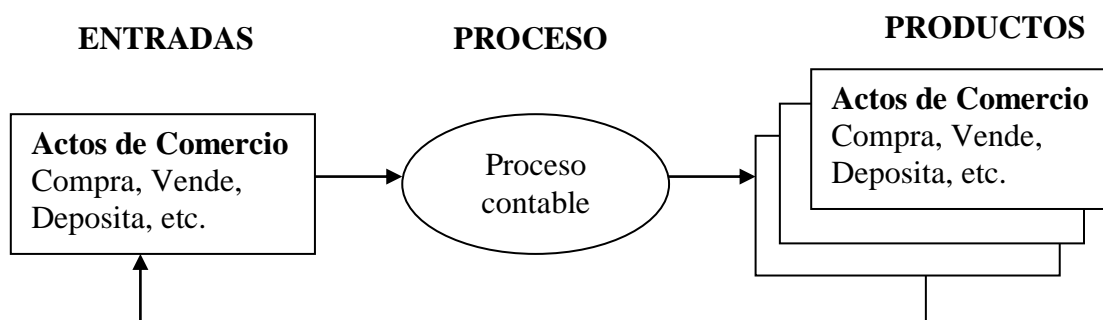 ENTRADAS
PROCESO
PRODUCTOS
Actos de Comercio
Compra, Vende,
Deposita, etc.
Proceso
contable
Actos de Comercio
Compra, Vende,
Deposita, etc.